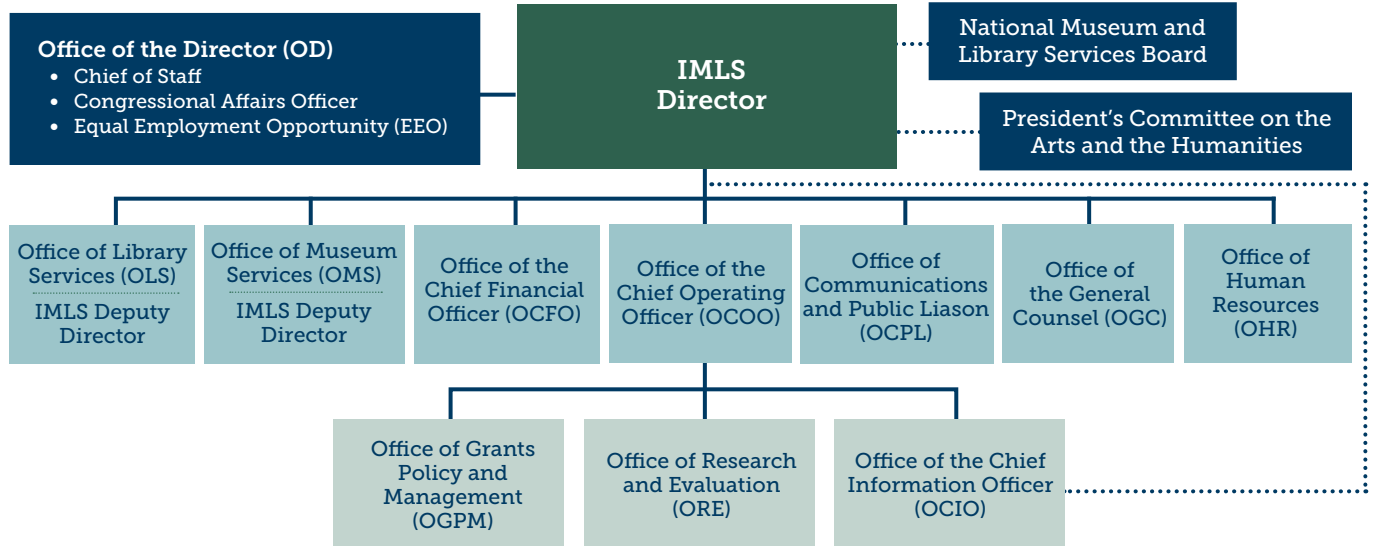 Office of the Director (OD)
• Chief of Staff
• Congressional Affairs Officer
• Equal Employment Opportunity (EEO)
IMLS
Director
National Museum and
Library Services Board
President’s Committee on the
Arts and the Humanities
Office of Library
Services (OLS)
IMLS Deputy
Director
Office of Museum
Services (OMS)
IMLS Deputy
Director
Office of the
Chief Financial
Officer (OCFO)
Office of the
Chief Operating
Officer (OCOO)
Office of
Communications
and Public Liason
(OCPL)
Office of
the General
Counsel (OGC)
Office of
Human
Resources
(OHR)
Office of Grants
Policy and
Management
(OGPM)
Office of Research
and Evaluation
(ORE)
Office of the Chief
Information Officer
(OCIO)